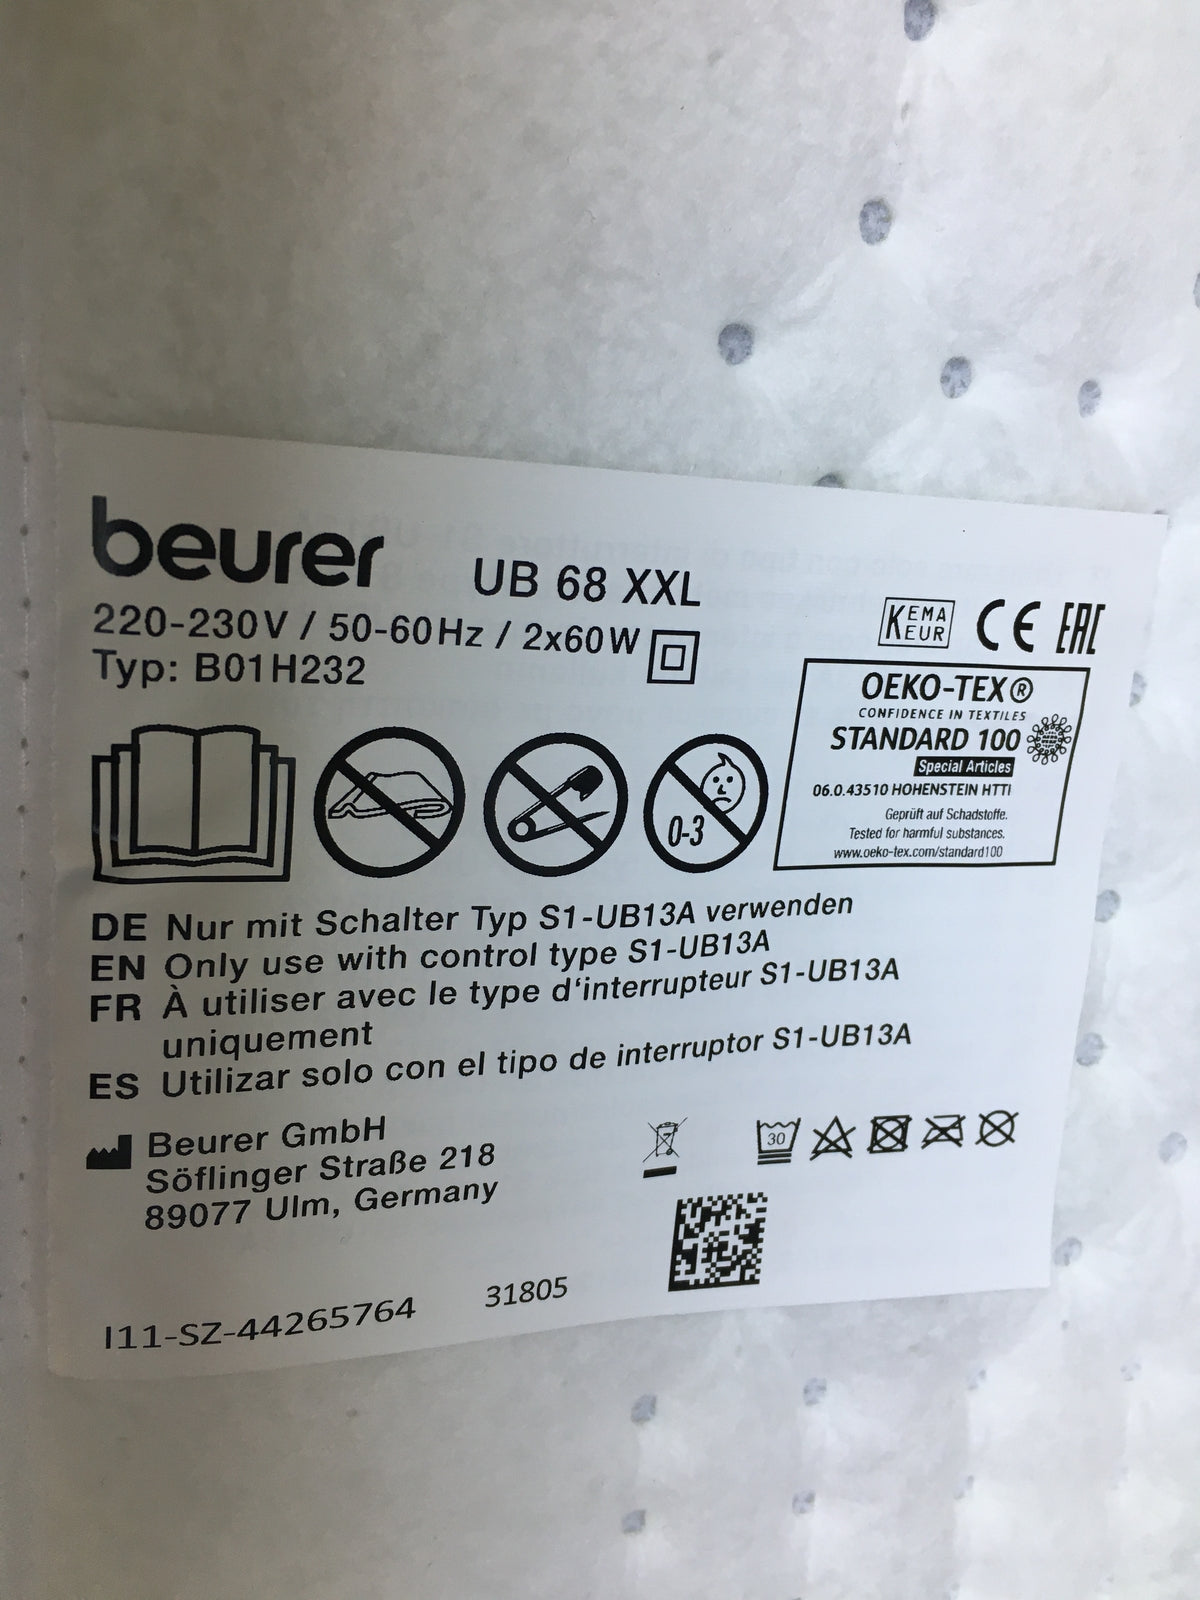 beurer UB 68 XXL
220-230V / 50-60Hz / 2x60W
Typ: B01H232
KEMA
KEUR
CE
EAC
OEKO-TEX®
CONFIDENCE IN TEXTILES
STANDARD 100
Special Articles
06.0.43510 HOHENSTEIN HTTI
Geprüft auf Schadstoffe.
Tested for harmful substances.
www.oeko-tex.com/standard100
0-3
DE Nur mit Schalter Typ S1-UB13A verwenden
EN Only use with control type S1-UB13A
FR À utiliser avec le type d'interrupteur S1-UB13A
uniquement
ES Utilizar solo con el tipo de interruptor S1-UB13A
Beurer GmbH
Söflinger Straße 218
89077 Ulm, Germany
30
I11-SZ-44265764 31805